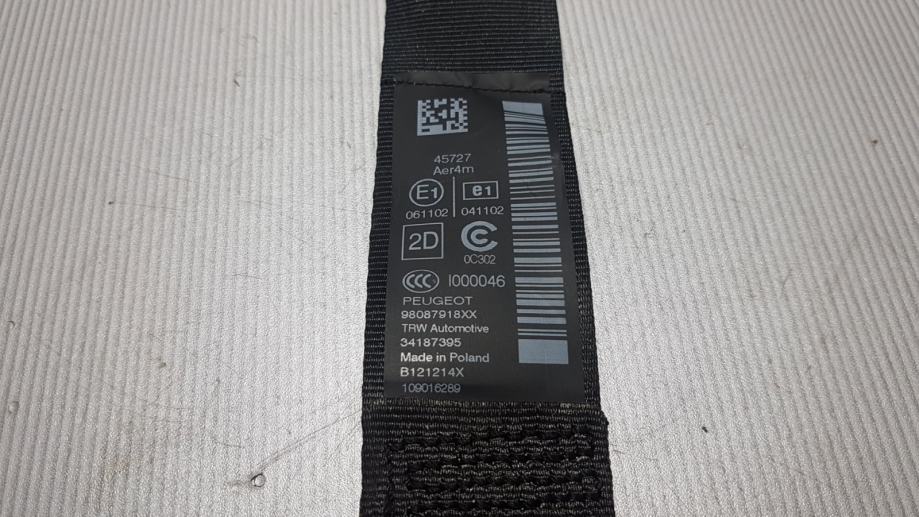 45727
Aer4m
E1 e1
061102 041102
2D
0C302
CCC I000046
PEUGEOT
98087918XX
TRW Automotive
34187395
Made in Poland
B121214X
109016289